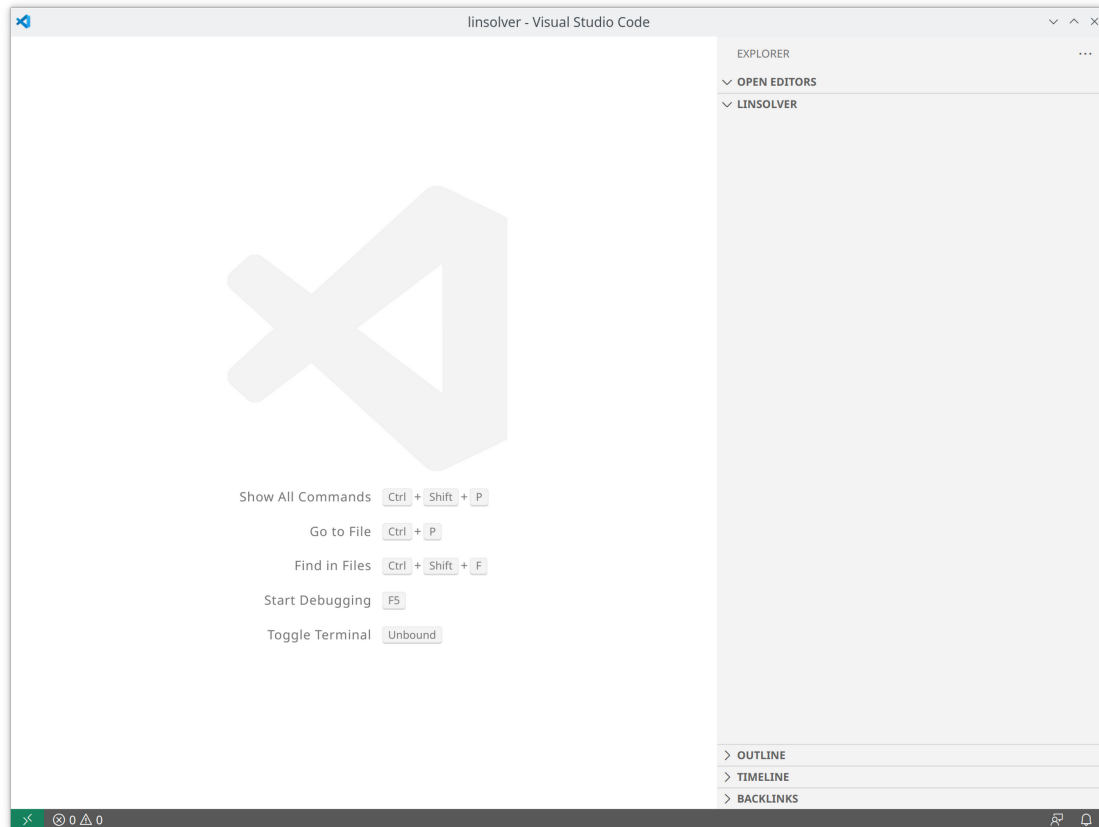 linsolver - Visual Studio Code
EXPLORER
OPEN EDITORS
LINSOLVER
Show All Commands Ctrl + Shift + P
Go to File Ctrl + P
Find in Files Ctrl + Shift + F
Start Debugging F5
Toggle Terminal Unbound
OUTLINE
TIMELINE
BACKLINKS
0 0